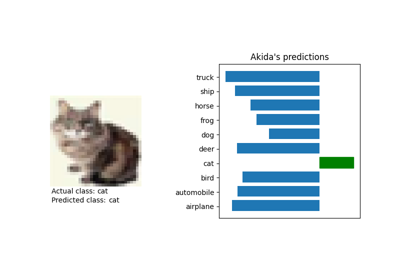 Akida's predictions
truck
ship
horse
frog
dog
deer
cat
bird
automobile
airplane
Actual class: cat
Predicted class: cat